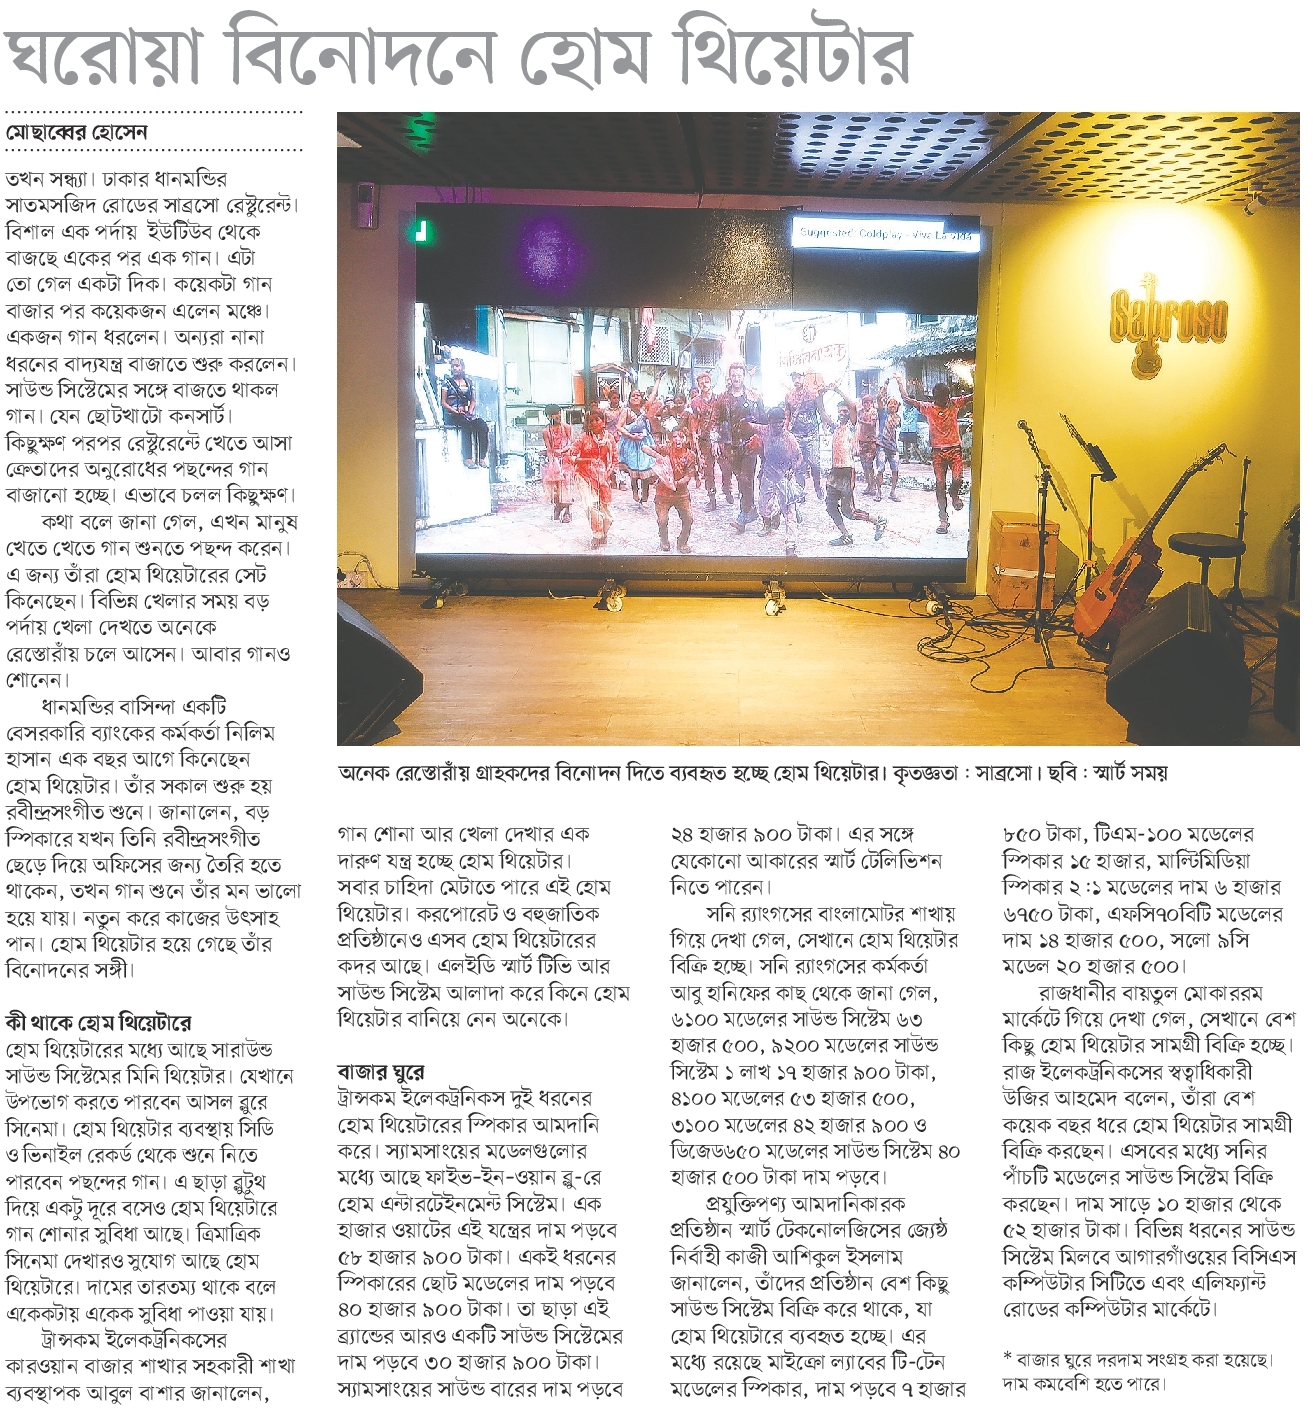 ঘরোয়া বিনোদনে হোম থিয়েটার
মোছাব্বের হোসেন
তখন সন্ধ্যা। ঢাকার ধানমন্ডির
সাতমসজিদ রোডের সাব্রসো রেস্টুরেন্ট।
বিশাল এক পর্দায় ইউটিউব থেকে
বাজছে একের পর এক গান। এটা
তো গেল একটা দিক। কয়েকটা গান
বাজার পর কয়েকজন এলেন মঞ্চে।
একজন গান ধরলেন। অন্যরা নানা
ধরনের বাদ্যযন্ত্র বাজাতে শুরু করলেন।
সাউন্ড সিস্টেমের সঙ্গে বাজতে থাকল
গান। যেন ছোটখাটো কনসার্ট।
কিছুক্ষণ পরপর রেস্টুরেন্টে খেতে আসা
ক্রেতাদের অনুরোধের পছন্দের গান
বাজানো হচ্ছে। এভাবে চলল কিছুক্ষণ।
কথা বলে জানা গেল, এখন মানুষ
খেতে খেতে গান শুনতে পছন্দ করেন।
এ জন্য তাঁরা হোম থিয়েটারের সেট
কিনেছেন। বিভিন্ন খেলার সময় বড়
পর্দায় খেলা দেখতে অনেকে
রেস্তোরাঁয় চলে আসেন। আবার গানও
শোনেন।
ধানমন্ডির বাসিন্দা একটি
বেসরকারি ব্যাংকের কর্মকর্তা নিলিম
হাসান এক বছর আগে কিনেছেন
হোম থিয়েটার। তাঁর সকাল শুরু হয়
রবীন্দ্রসংগীত শুনে। জানালেন, বড়
স্পিকারে যখন তিনি রবীন্দ্রসংগীত
ছেড়ে দিয়ে অফিসের জন্য তৈরি হতে
থাকেন, তখন গান শুনে তাঁর মন ভালো
হয়ে যায়। নতুন করে কাজের উৎসাহ
পান। হোম থিয়েটার হয়ে গেছে তাঁর
বিনোদনের সঙ্গী।
কী থাকে হোম থিয়েটারে
হোম থিয়েটারের মধ্যে আছে সারাউন্ড
সাউন্ড সিস্টেমের মিনি থিয়েটার। যেখানে
উপভোগ করতে পারবেন আসল ব্লুরে
সিনেমা। হোম থিয়েটার ব্যবস্থায় সিডি
ও ভিনাইল রেকর্ড থেকে শুনে নিতে
পারবেন পছন্দের গান। এ ছাড়া ব্লুটুথ
দিয়ে একটু দূরে বসেও হোম থিয়েটারে
গান শোনার সুবিধা আছে। ত্রিমাত্রিক
সিনেমা দেখারও সুযোগ আছে হোম
থিয়েটারে। দামের তারতম্য থাকে বলে
একেকটায় একেক সুবিধা পাওয়া যায়।
ট্রান্সকম ইলেকট্রনিকসের
কারওয়ান বাজার শাখার সহকারী শাখা
ব্যবস্থাপক আবুল বাশার জানালেন,
Suggested: Coldplay - Viva La Vida
Sabroso
অনেক রেস্তোরাঁয় গ্রাহকদের বিনোদন দিতে ব্যবহৃত হচ্ছে হোম থিয়েটার। কৃতজ্ঞতা : সাব্রসো। ছবি : স্মার্ট সময়
গান শোনা আর খেলা দেখার এক
দারুণ যন্ত্র হচ্ছে হোম থিয়েটার।
সবার চাহিদা মেটাতে পারে এই হোম
থিয়েটার। করপোরেট ও বহুজাতিক
প্রতিষ্ঠানেও এসব হোম থিয়েটারের
কদর আছে। এলইডি স্মার্ট টিভি আর
সাউন্ড সিস্টেম আলাদা করে কিনে হোম
থিয়েটার বানিয়ে নেন অনেকে।
বাজার ঘুরে
ট্রান্সকম ইলেকট্রনিকস দুই ধরনের
হোম থিয়েটারের স্পিকার আমদানি
করে। স্যামসাংয়ের মডেলগুলোর
মধ্যে আছে ফাইভ-ইন-ওয়ান ব্লু-রে
হোম এন্টারটেইনমেন্ট সিস্টেম। এক
হাজার ওয়াটের এই যন্ত্রের দাম পড়বে
৫৮ হাজার ৯০০ টাকা। একই ধরনের
স্পিকারের ছোট মডেলের দাম পড়বে
৪০ হাজার ৯০০ টাকা। তা ছাড়া এই
ব্র্যান্ডের আরও একটি সাউন্ড সিস্টেমের
দাম পড়বে ৩০ হাজার ৯০০ টাকা।
স্যামসাংয়ের সাউন্ড বারের দাম পড়বে
২৪ হাজার ৯০০ টাকা। এর সঙ্গে
যেকোনো আকারের স্মার্ট টেলিভিশন
নিতে পারেন।
সনি র‍্যাংগসের বাংলামোটর শাখায়
গিয়ে দেখা গেল, সেখানে হোম থিয়েটার
বিক্রি হচ্ছে। সনি র‍্যাংগসের কর্মকর্তা
আবু হানিফের কাছ থেকে জানা গেল,
৬১০০ মডেলের সাউন্ড সিস্টেম ৬৩
হাজার ৫০০, ৯২০০ মডেলের সাউন্ড
সিস্টেম ১ লাখ ১৭ হাজার ৯০০ টাকা,
৪১০০ মডেলের ৫৩ হাজার ৫০০,
৩১০০ মডেলের ৪২ হাজার ৯০০ ও
ডিজেড৬৫০ মডেলের সাউন্ড সিস্টেম ৪০
হাজার ৫০০ টাকা দাম পড়বে।
প্রযুক্তিপণ্য আমদানিকারক
প্রতিষ্ঠান স্মার্ট টেকনোলজিসের জ্যেষ্ঠ
নির্বাহী কাজী আশিকুল ইসলাম
জানালেন, তাঁদের প্রতিষ্ঠান বেশ কিছু
সাউন্ড সিস্টেম বিক্রি করে থাকে, যা
হোম থিয়েটারে ব্যবহৃত হচ্ছে। এর
মধ্যে রয়েছে মাইক্রো ল্যাবের টি-টেন
মডেলের স্পিকার, দাম পড়বে ৭ হাজার
৮৫০ টাকা, টিএম-১০০ মডেলের
স্পিকার ১৫ হাজার, মাল্টিমিডিয়া
স্পিকার ২:১ মডেলের দাম ৬ হাজার
৬৭৫০ টাকা, এফসি৭০বিটি মডেলের
দাম ১৪ হাজার ৫০০, সলো ৯সি
মডেল ২০ হাজার ৫০০।
রাজধানীর বায়তুল মোকাররম
মার্কেটে গিয়ে দেখা গেল, সেখানে বেশ
কিছু হোম থিয়েটার সামগ্রী বিক্রি হচ্ছে।
রাজ ইলেকট্রনিকসের স্বত্বাধিকারী
উজির আহমেদ বলেন, তাঁরা বেশ
কয়েক বছর ধরে হোম থিয়েটার সামগ্রী
বিক্রি করছেন। এসবের মধ্যে সনির
পাঁচটি মডেলের সাউন্ড সিস্টেম বিক্রি
করছেন। দাম সাড়ে ১০ হাজার থেকে
৫২ হাজার টাকা। বিভিন্ন ধরনের সাউন্ড
সিস্টেম মিলবে আগারগাঁওয়ের বিসিএস
কম্পিউটার সিটিতে এবং এলিফ্যান্ট
রোডের কম্পিউটার মার্কেটে।
* বাজার ঘুরে দরদাম সংগ্রহ করা হয়েছে।
দাম কমবেশি হতে পারে।